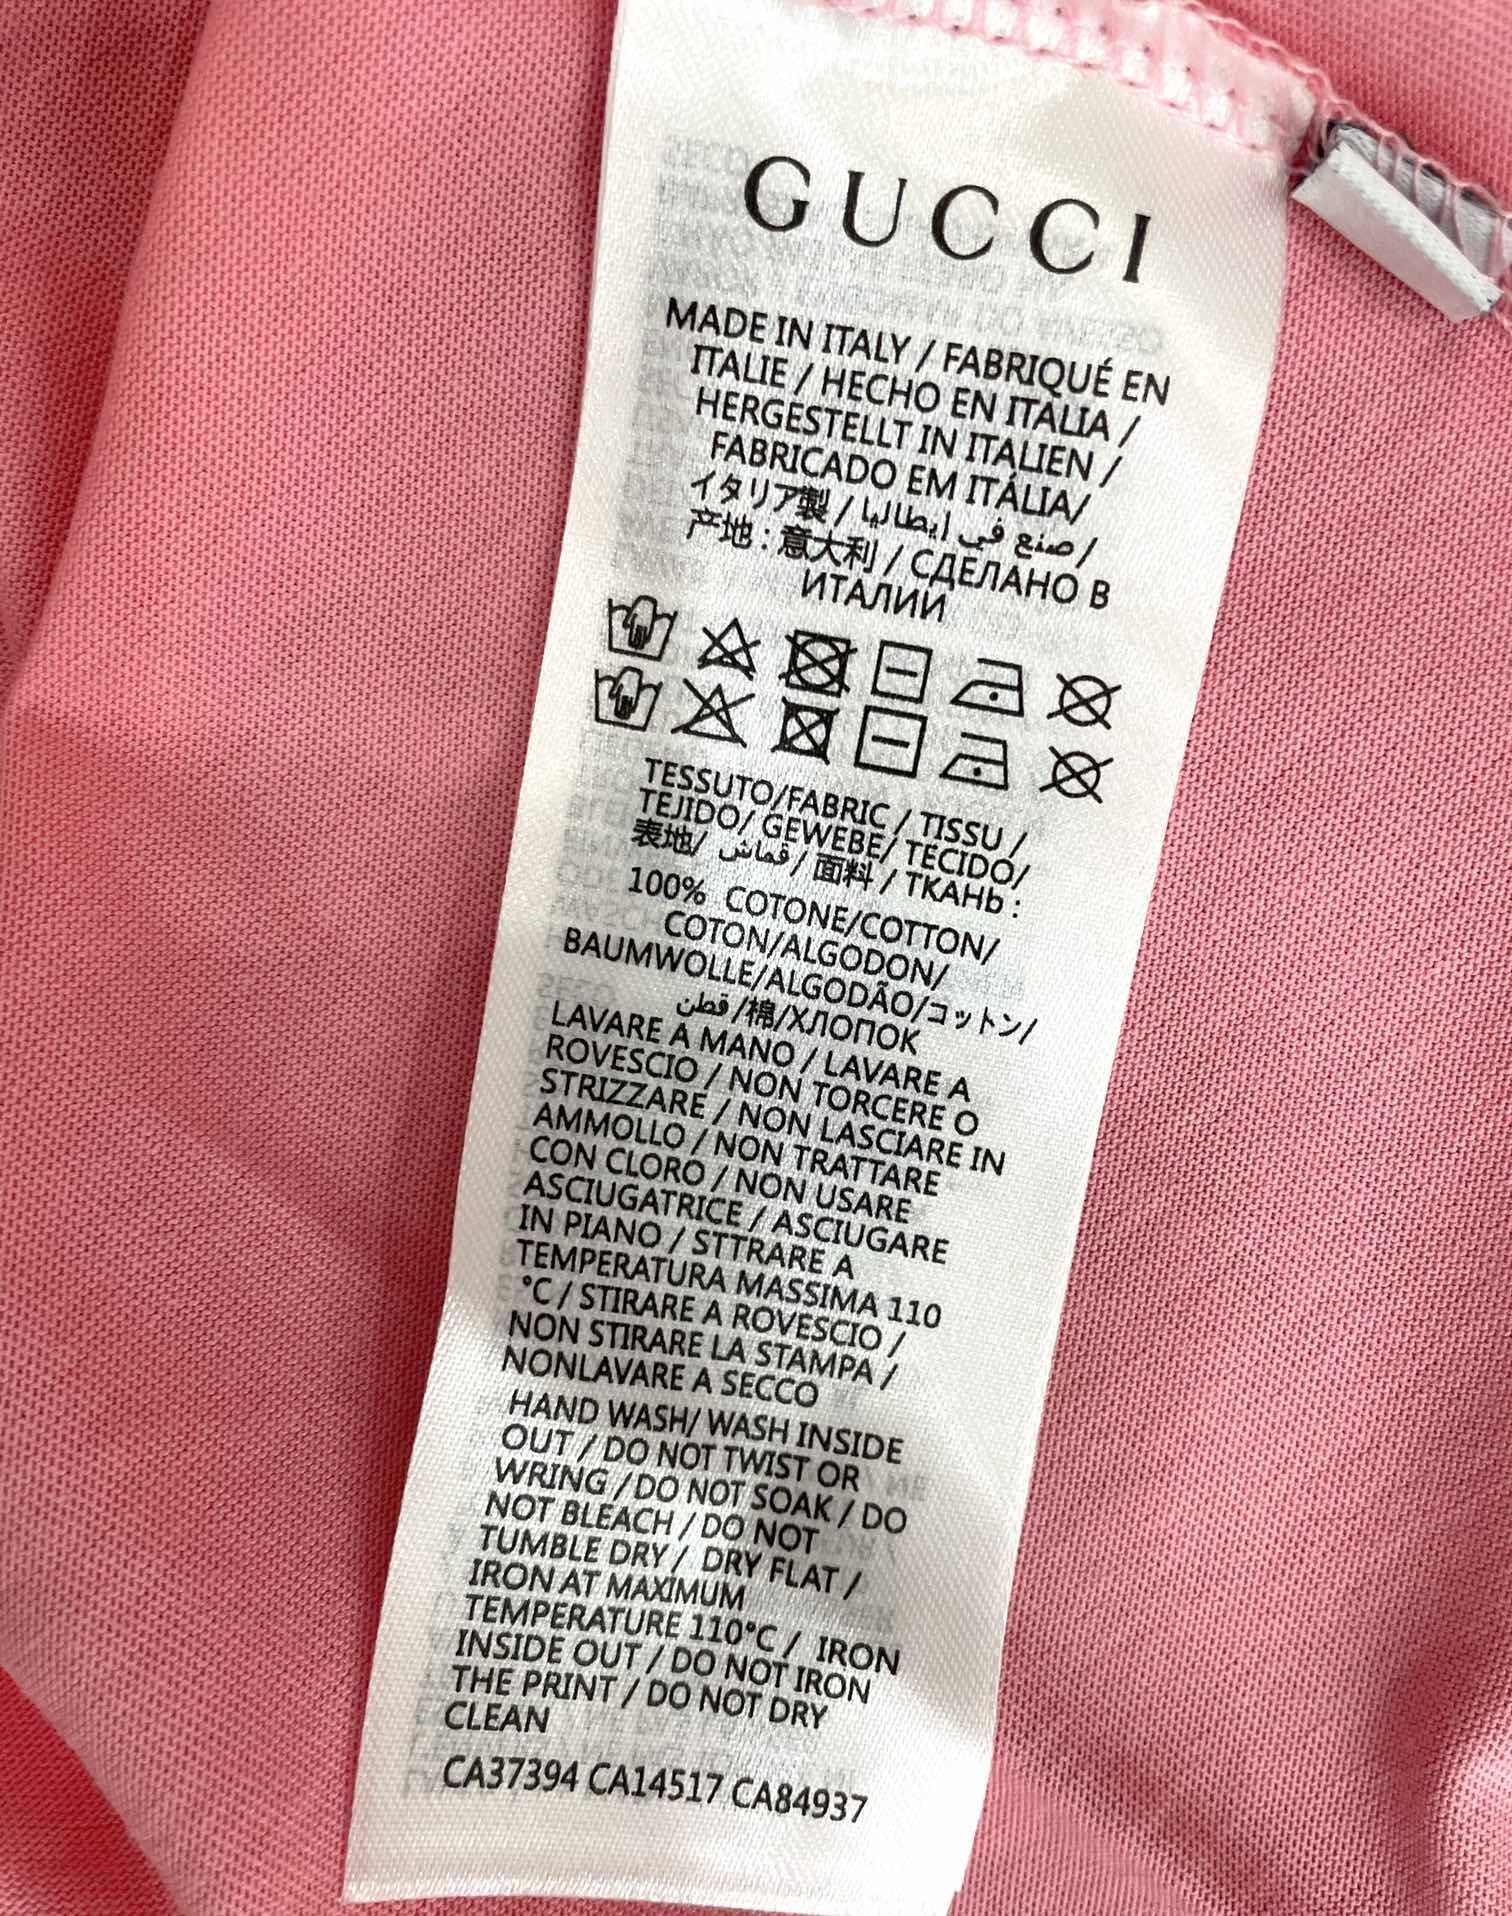 GUCCI
MADE IN ITALY / FABRIQUÉ EN
ITALIE / HECHO EN ITALIA /
HERGESTELLT IN ITALIEN /
FABRICADO EM ITÁLIA/
イタリア製 / صنع في ايطاليا /
产地 : 意大利 / СДЕЛАНО В
ИТАЛИИ
TESSUTO/FABRIC / TISSU /
TEJIDO/ GEWEBE/ TECIDO/
表地/ قماش / 面料 / ТКАНЬ :
100% COTONE/COTTON/
COTON/ALGODON/
BAUMWOLLE/ALGODÃO/コットン/
قطن /棉/ХЛОПОК
LAVARE A MANO / LAVARE A
ROVESCIO / NON TORCERE O
STRIZZARE / NON LASCIARE IN
AMMOLLO / NON TRATTARE
CON CLORO / NON USARE
ASCIUGATRICE / ASCIUGARE
IN PIANO / STTRARE A
TEMPERATURA MASSIMA 110
°C / STIRARE A ROVESCIO /
NON STIRARE LA STAMPA /
NONLAVARE A SECCO
HAND WASH/ WASH INSIDE
OUT / DO NOT TWIST OR
WRING / DO NOT SOAK / DO
NOT BLEACH / DO NOT
TUMBLE DRY / DRY FLAT /
IRON AT MAXIMUM
TEMPERATURE 110°C / IRON
INSIDE OUT / DO NOT IRON
THE PRINT / DO NOT DRY
CLEAN
CA37394 CA14517 CA84937